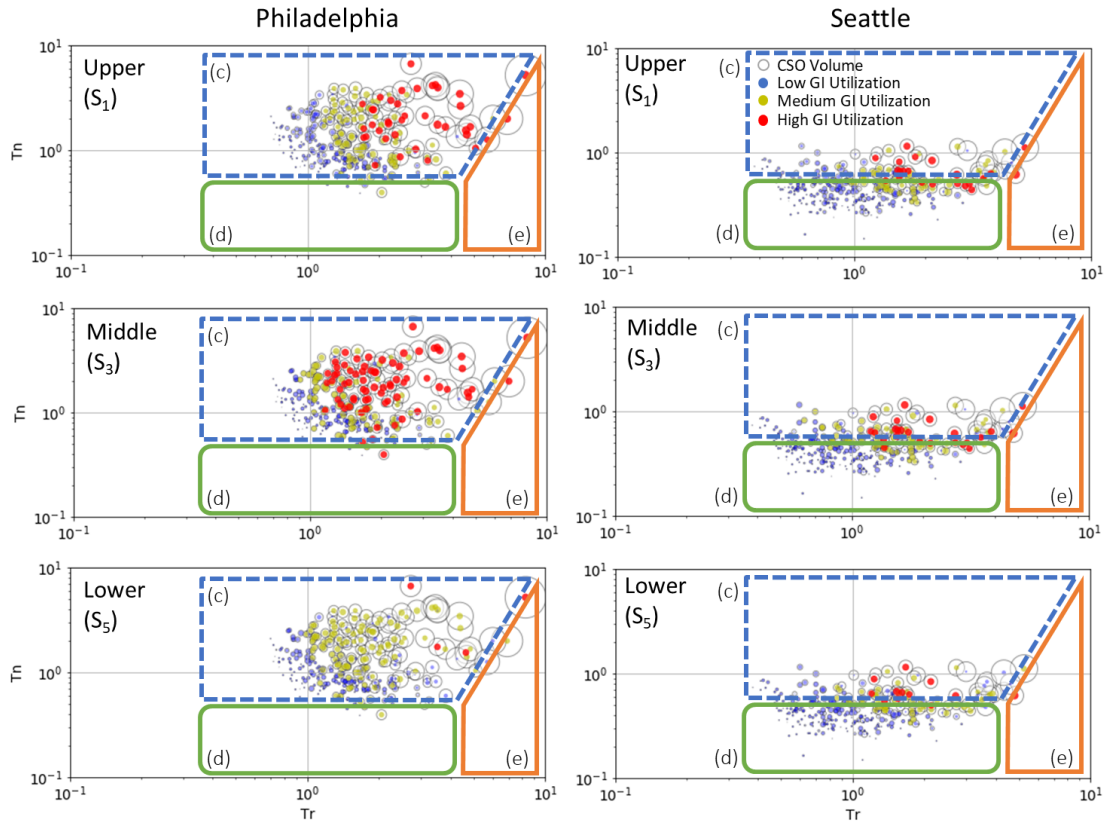 Philadelphia
Seattle
10¹
10⁰
10⁻¹
Tn
Upper
(S₁)
(c)
(d)
(e)
10⁻¹
10⁰
10¹
10¹
10⁰
10⁻¹
Upper
(S₁)
(c)
CSO Volume
Low GI Utilization
Medium GI Utilization
High GI Utilization
(d)
(e)
10⁻¹
10⁰
10¹
10¹
10⁰
10⁻¹
Tn
Middle
(S₃)
(c)
(d)
(e)
10⁻¹
10⁰
10¹
10¹
10⁰
10⁻¹
Middle
(S₃)
(c)
(d)
(e)
10⁻¹
10⁰
10¹
10¹
10⁰
10⁻¹
Tn
Lower
(S₅)
(c)
(d)
(e)
10⁻¹
10⁰
10¹
Tr
10¹
10⁰
10⁻¹
Lower
(S₅)
(c)
(d)
(e)
10⁻¹
10⁰
10¹
Tr